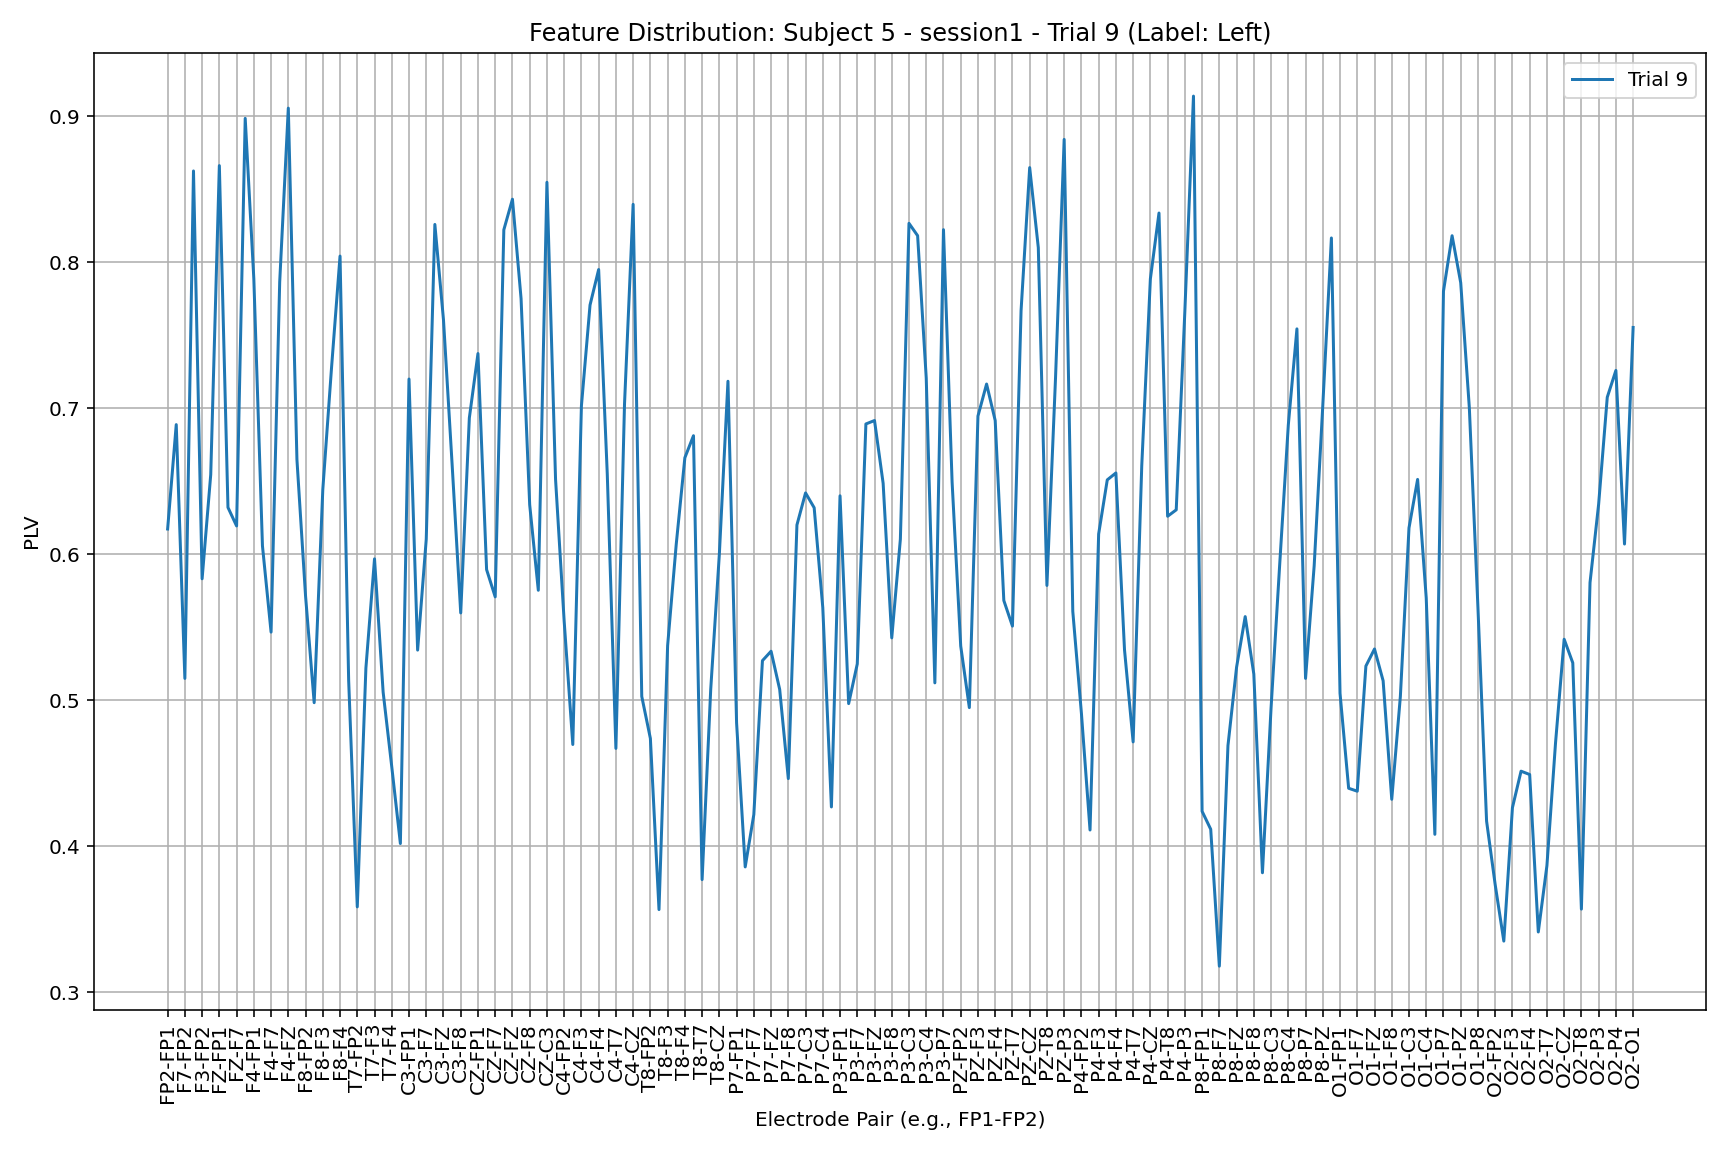 Feature Distribution: Subject 5 - session1 - Trial 9 (Label: Left)
Trial 9
PLV
0.9
0.8
0.7
0.6
0.5
0.4
0.3
FP2-FP1
F7-FP2
F3-FP2
FZ-FP1
FZ-F7
F4-FP1
F4-F7
F4-FZ
F8-FP2
F8-F3
F8-F4
T7-FP2
T7-F3
T7-F4
C3-FP1
C3-F7
C3-FZ
C3-F8
CZ-FP1
CZ-F7
CZ-FZ
CZ-F8
CZ-C3
C4-FP2
C4-F3
C4-F4
C4-T7
C4-CZ
T8-FP2
T8-F3
T8-F4
T8-T7
T8-CZ
P7-FP1
P7-F7
P7-FZ
P7-F8
P7-C3
P7-C4
P3-FP1
P3-F7
P3-FZ
P3-F8
P3-C3
P3-C4
P3-P7
PZ-FP2
PZ-F3
PZ-F4
PZ-T7
PZ-CZ
PZ-T8
PZ-P3
P4-FP2
P4-F3
P4-F4
P4-T7
P4-CZ
P4-T8
P4-P3
P8-FP1
P8-F7
P8-FZ
P8-F8
P8-C3
P8-C4
P8-P7
P8-PZ
O1-FP1
O1-F7
O1-FZ
O1-F8
O1-C3
O1-C4
O1-P7
O1-PZ
O1-P8
O2-FP2
O2-F3
O2-F4
O2-T7
O2-CZ
O2-T8
O2-P3
O2-P4
O2-O1
Electrode Pair (e.g., FP1-FP2)